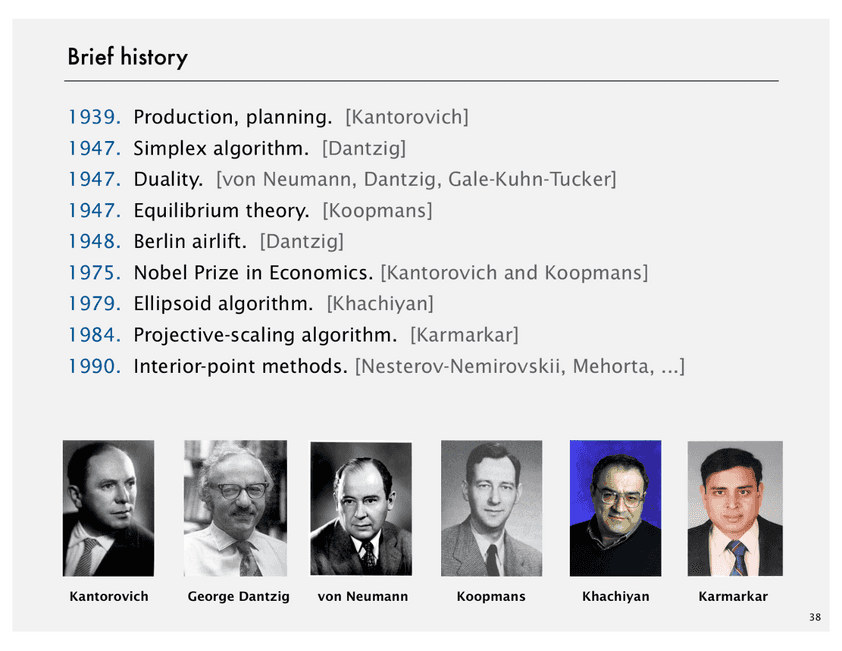 Brief history
1939. Production, planning. [Kantorovich]
1947. Simplex algorithm. [Dantzig]
1947. Duality. [von Neumann, Dantzig, Gale-Kuhn-Tucker]
1947. Equilibrium theory. [Koopmans]
1948. Berlin airlift. [Dantzig]
1975. Nobel Prize in Economics. [Kantorovich and Koopmans]
1979. Ellipsoid algorithm. [Khachiyan]
1984. Projective-scaling algorithm. [Karmarkar]
1990. Interior-point methods. [Nesterov-Nemirovskii, Mehorta, ...]
Kantorovich George Dantzig von Neumann Koopmans Khachiyan Karmarkar
38